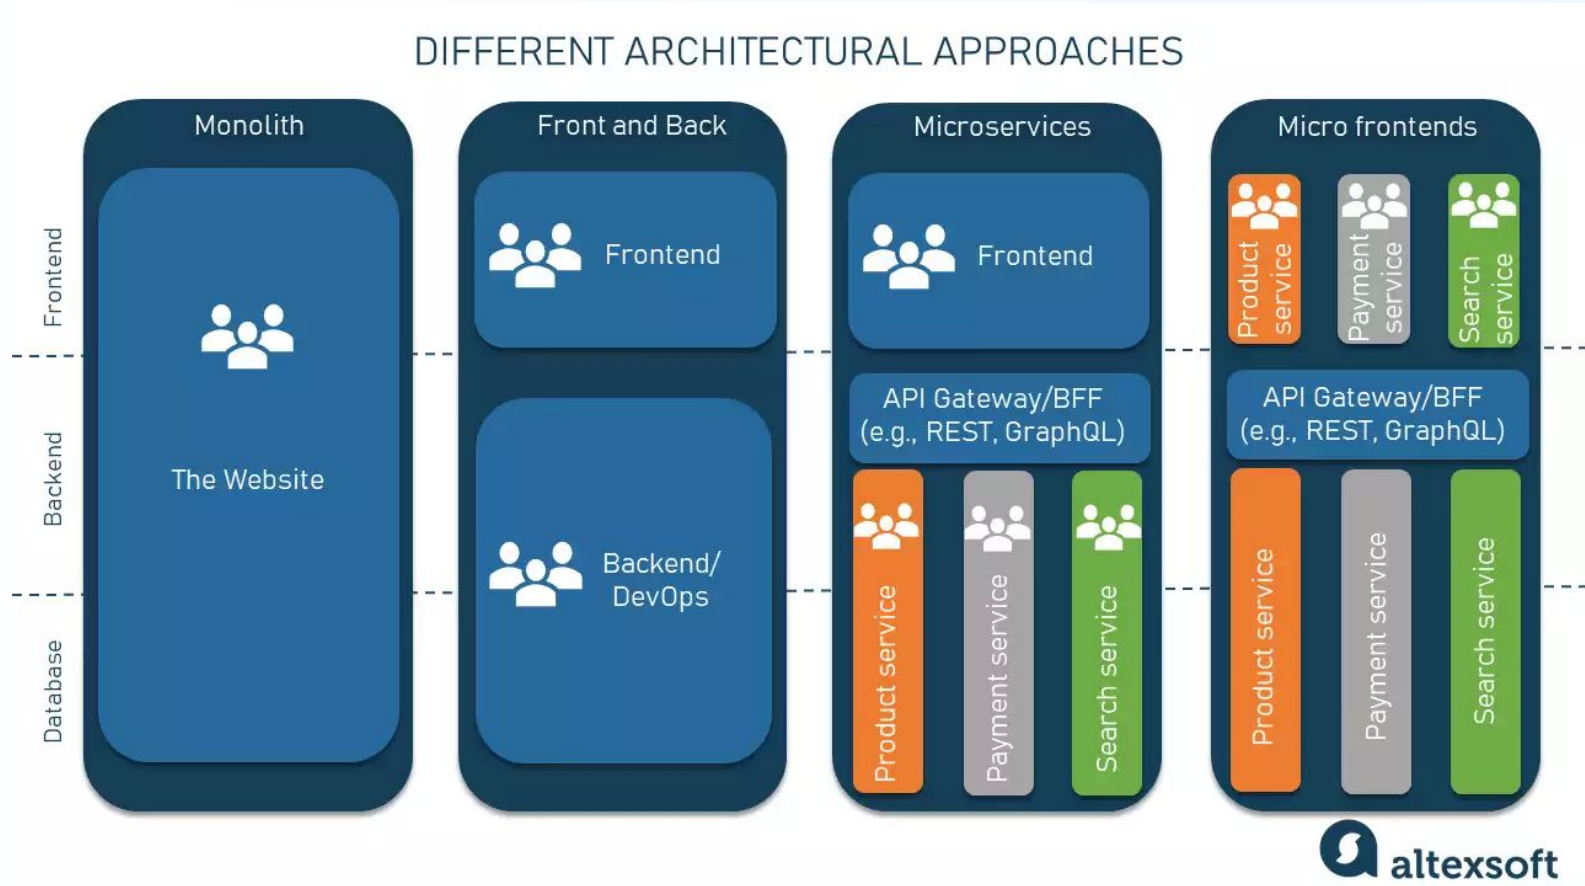 DIFFERENT ARCHITECTURAL APPROACHES
Frontend
Backend
Database
Monolith
The Website
Front and Back
Frontend
Backend/
DevOps
Microservices
Frontend
API Gateway/BFF
(e.g., REST, GraphQL)
Product service
Payment service
Search service
Micro frontends
Product
service
Payment
service
Search
service
API Gateway/BFF
(e.g., REST, GraphQL)
Product service
Payment service
Search service
altexsoft